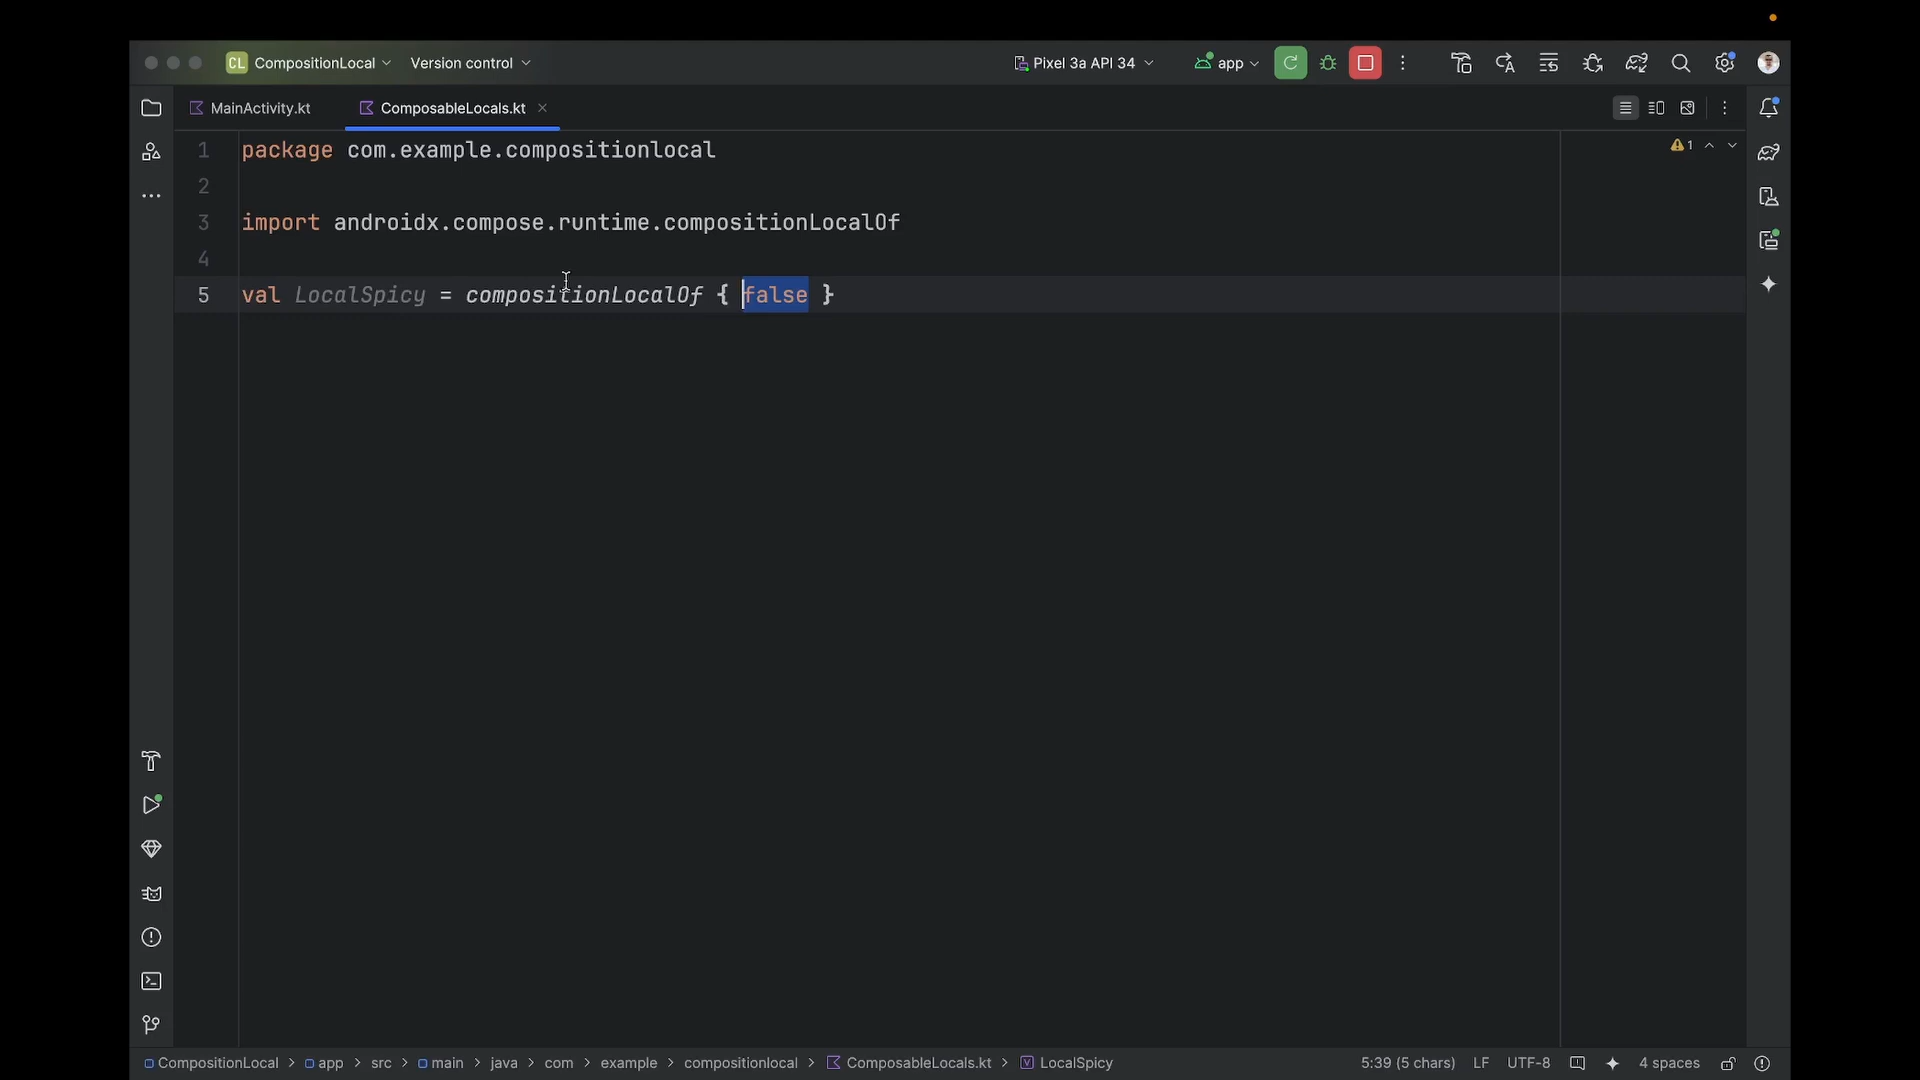 CL CompositionLocal Version control Pixel 3a API 34 app
MainActivity.kt ComposableLocals.kt
1 package com.example.compositionlocal 1
2
3 import androidx.compose.runtime.compositionLocalOf
4
5 val LocalSpicy = compositionLocalOf { false }
CompositionLocal > app > src > main > java > com > example > compositionlocal > ComposableLocals.kt > LocalSpicy 5:39 (5 chars) LF UTF-8 4 spaces